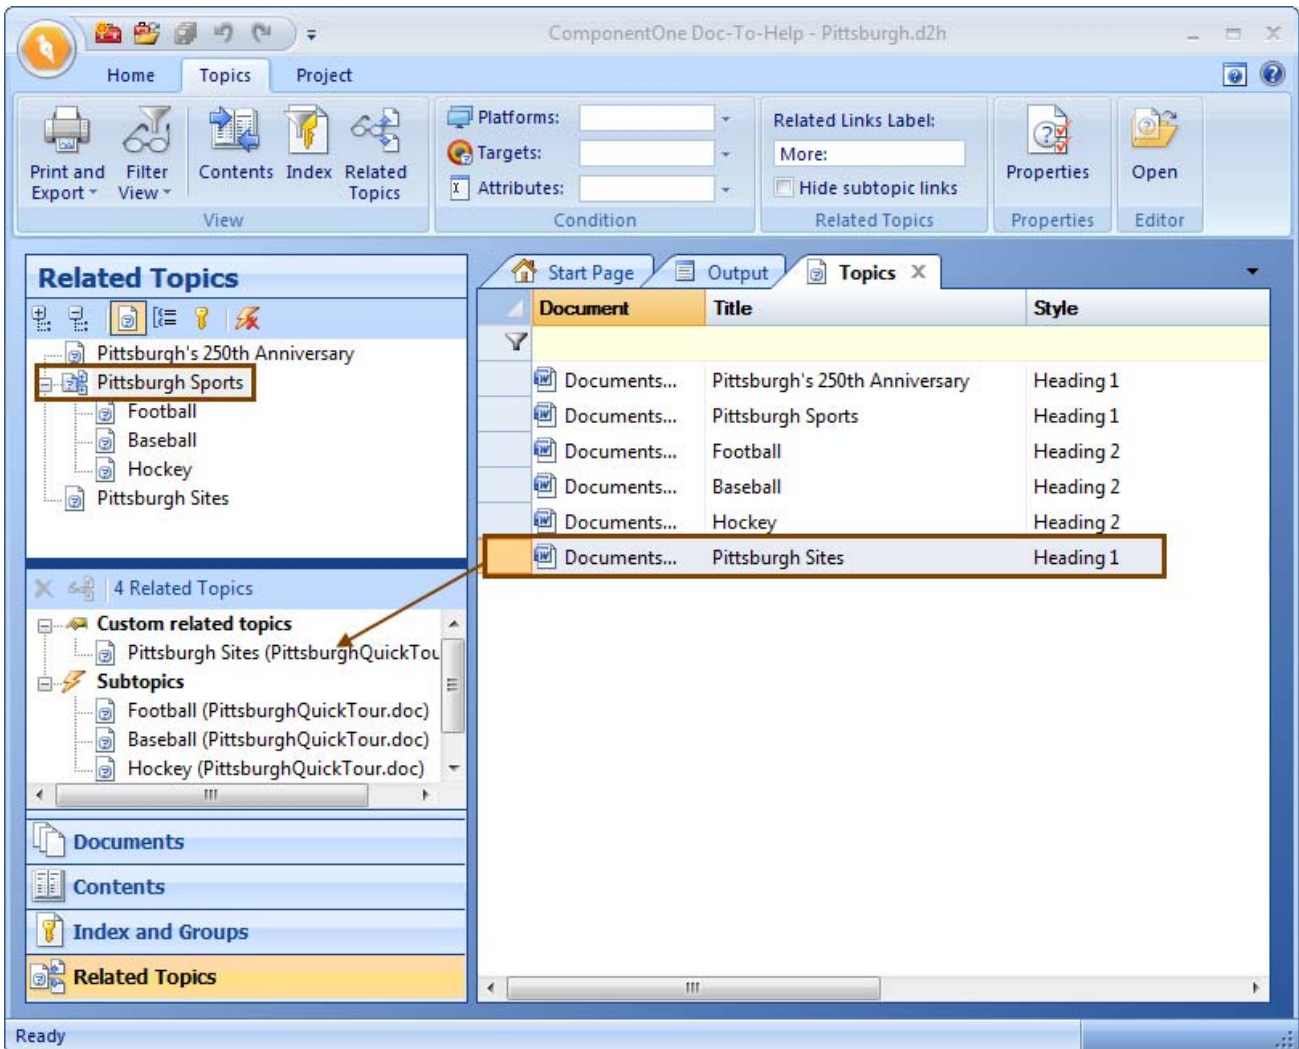 ComponentOne Doc-To-Help - Pittsburgh.d2h
Home Topics Project
Print and Export
Filter View
Contents
Index
Related Topics
View
Platforms:
Targets:
Attributes:
Condition
Related Links Label:
More:
Hide subtopic links
Related Topics
Properties
Properties
Open
Editor
Related Topics
Pittsburgh's 250th Anniversary
Pittsburgh Sports
Football
Baseball
Hockey
Pittsburgh Sites
4 Related Topics
Custom related topics
Pittsburgh Sites (PittsburghQuickTou
Subtopics
Football (PittsburghQuickTour.doc)
Baseball (PittsburghQuickTour.doc)
Hockey (PittsburghQuickTour.doc)
Documents
Contents
Index and Groups
Related Topics
Start Page Output Topics X
Document Title Style
Documents... Pittsburgh's 250th Anniversary Heading 1
Documents... Pittsburgh Sports Heading 1
Documents... Football Heading 2
Documents... Baseball Heading 2
Documents... Hockey Heading 2
Documents... Pittsburgh Sites Heading 1
Ready